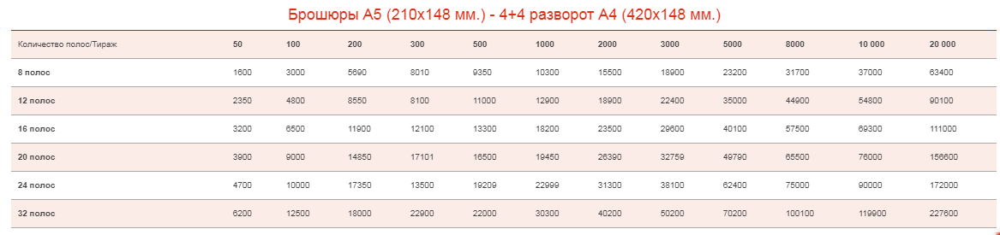 Брошюры А5 (210х148 мм.) - 4+4 разворот А4 (420х148 мм.)
Количество полос/Тираж 50 100 200 300 500 1000 2000 3000 5000 8000 10 000 20 000
8 полос 1600 3000 5690 8010 9350 10300 15500 18900 23200 31700 37000 63400
12 полос 2350 4800 8550 8100 11000 12900 18900 22400 35000 44900 54800 90100
16 полос 3200 6500 11900 12100 13300 18200 23500 29600 40100 57500 69300 111000
20 полос 3900 9000 14850 17101 16500 19450 26390 32759 49790 65500 76000 156600
24 полос 4700 10000 17350 13500 19209 22999 31300 38100 62400 75000 90000 172000
32 полос 6200 12500 18000 22900 22000 30300 40200 50200 70200 100100 119900 227600